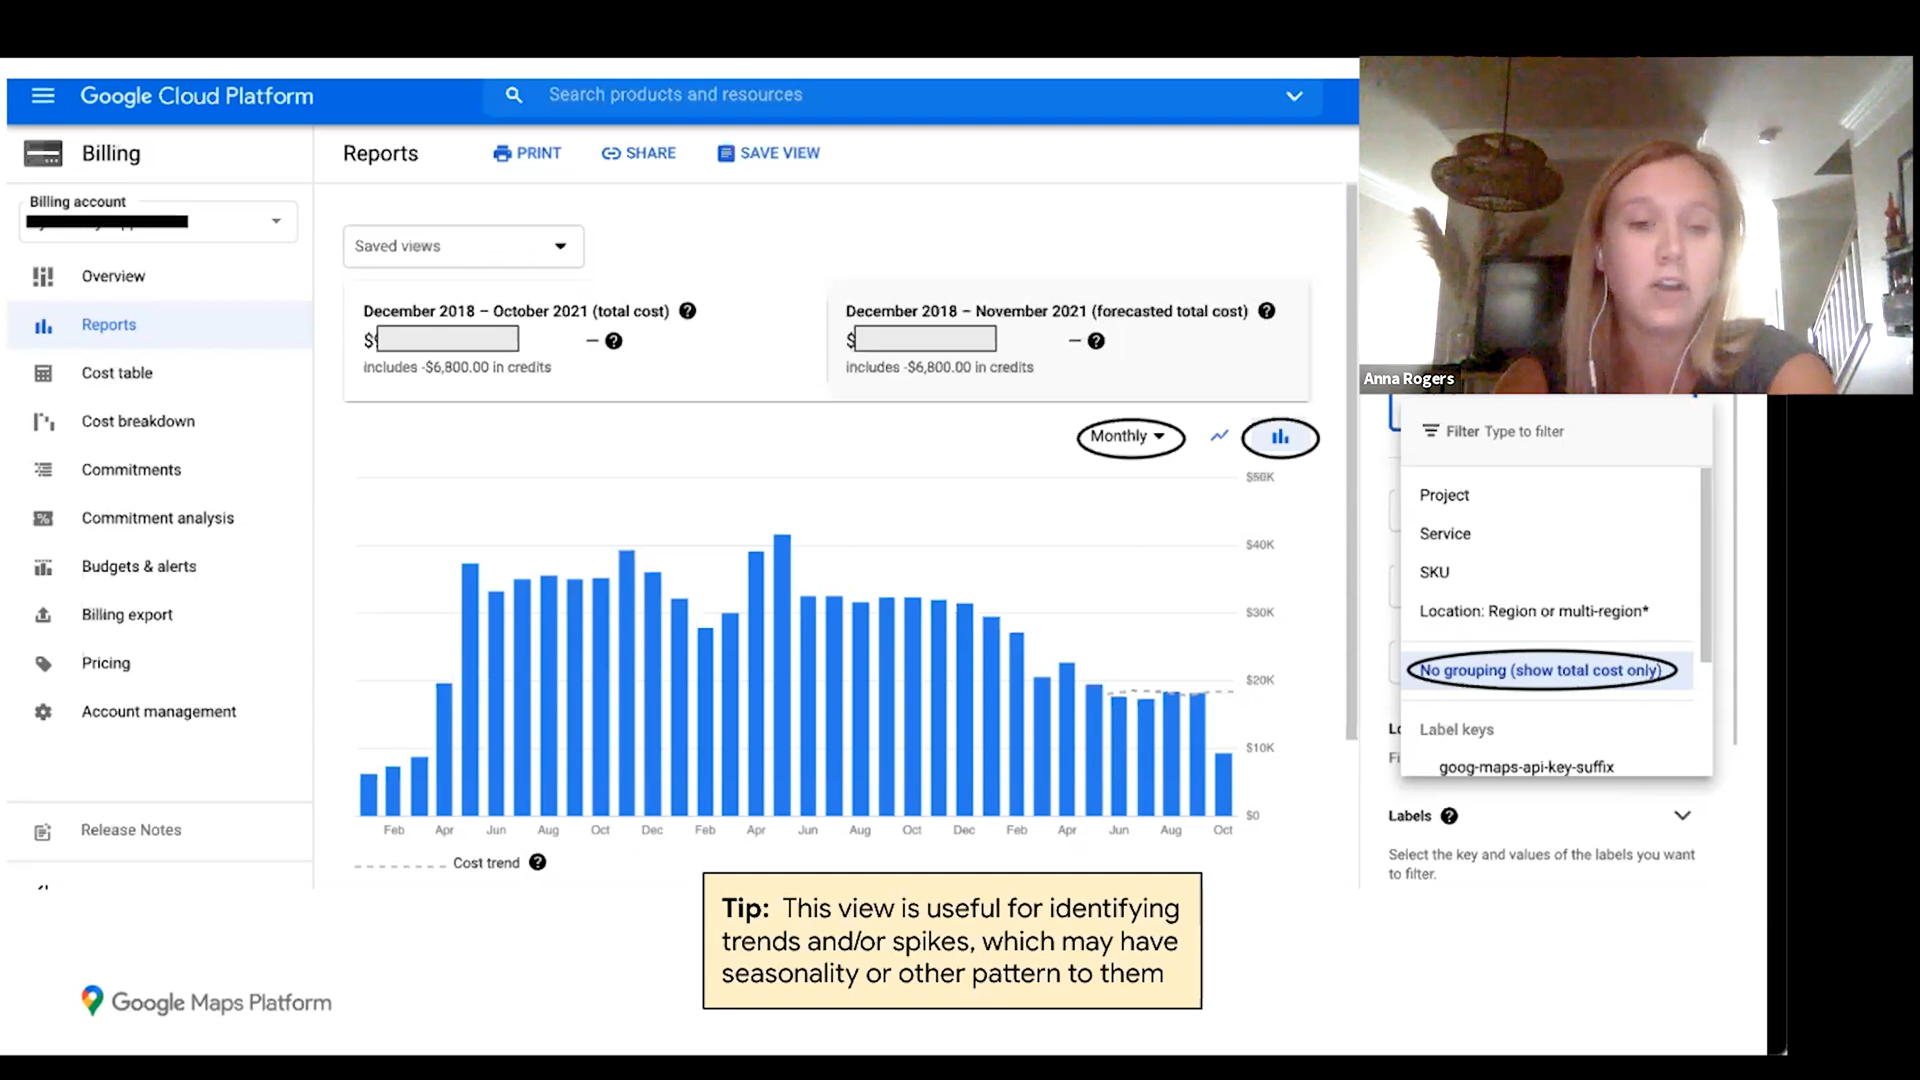 Google Cloud Platform
Search products and resources
Billing
Reports
PRINT
SHARE
SAVE VIEW
Billing account
Overview
Reports
Cost table
Cost breakdown
Commitments
Commitment analysis
Budgets & alerts
Billing export
Pricing
Account management
Release Notes
Saved views
December 2018 – October 2021 (total cost)
$
–
includes -$6,800.00 in credits
December 2018 – November 2021 (forecasted total cost)
$
–
includes -$6,800.00 in credits
Monthly
$50K
$40K
$30K
$20K
$10K
$0
Feb Apr Jun Aug Oct Dec Feb Apr Jun Aug Oct Dec Feb Apr Jun Aug Oct
Cost trend
Anna Rogers
Filter Type to filter
Project
Service
SKU
Location: Region or multi-region*
No grouping (show total cost only)
Label keys
goog-maps-api-key-suffix
Labels
Select the key and values of the labels you want
to filter.
Tip: This view is useful for identifying
trends and/or spikes, which may have
seasonality or other pattern to them
Google Maps Platform